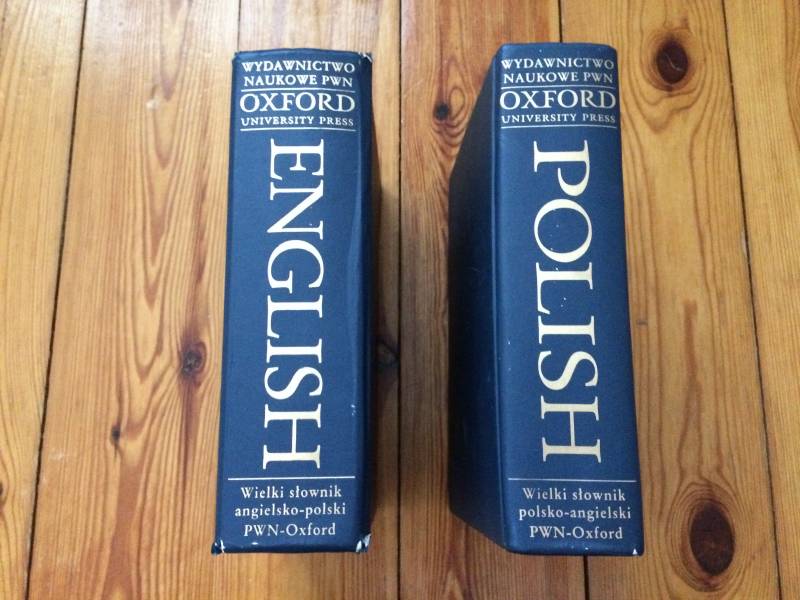 WYDAWNICTWO
NAUKOWE PWN
OXFORD
UNIVERSITY PRESS
ENGLISH
Wielki słownik
angielsko-polski
PWN-Oxford
WYDAWNICTWO
NAUKOWE PWN
OXFORD
UNIVERSITY PRESS
POLISH
Wielki słownik
polsko-angielski
PWN-Oxford